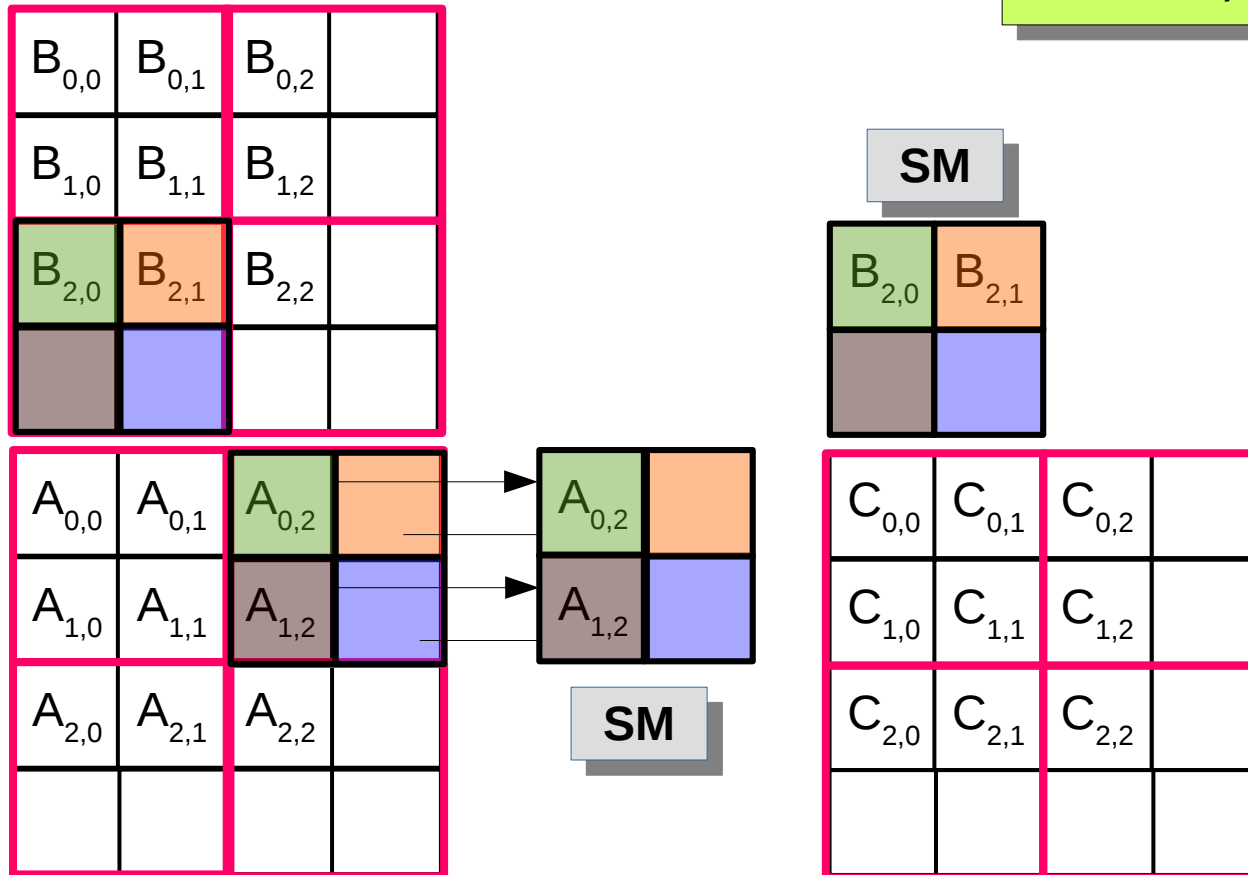 B0,0 B0,1 B0,2
B1,0 B1,1 B1,2
SM
B2,0 B2,1 B2,2
B2,0 B2,1
A0,0 A0,1 A0,2
A0,2
C0,0 C0,1 C0,2
A1,0 A1,1 A1,2
A1,2
C1,0 C1,1 C1,2
A2,0 A2,1 A2,2
SM
C2,0 C2,1 C2,2